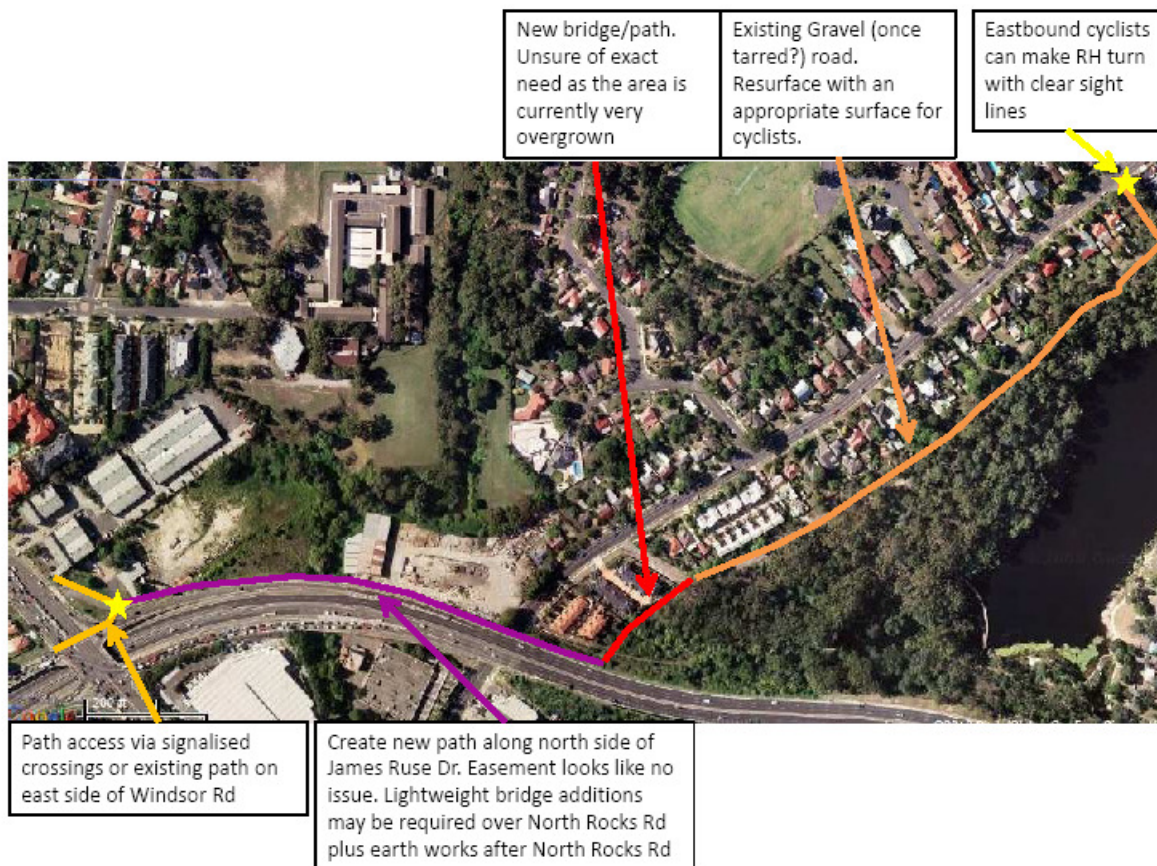 New bridge/path.
Unsure of exact
need as the area is
currently very
overgrown
Existing Gravel (once
tarred?) road.
Resurface with an
appropriate surface for
cyclists.
Eastbound cyclists
can make RH turn
with clear sight
lines
200 ft
Path access via signalised
crossings or existing path on
east side of Windsor Rd
Create new path along north side of
James Ruse Dr. Easement looks like no
issue. Lightweight bridge additions
may be required over North Rocks Rd
plus earth works after North Rocks Rd